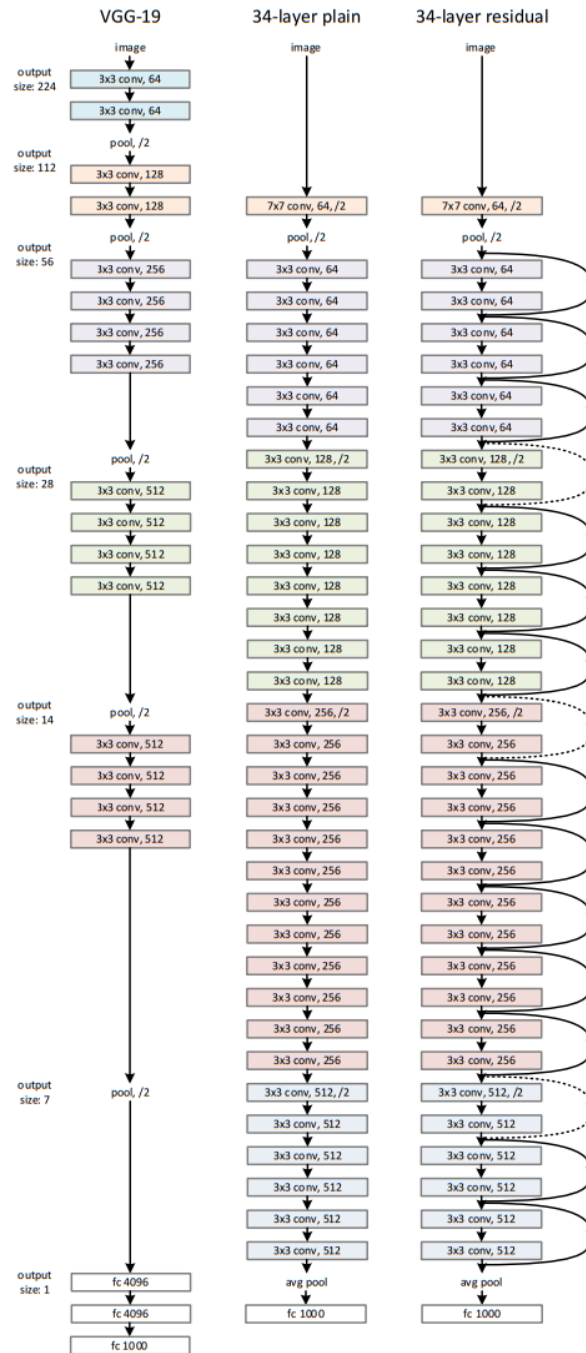 output
size: 224
output
size: 112
output
size: 56
output
size: 28
output
size: 14
output
size: 7
output
size: 1
VGG-19
image
3x3 conv, 64
3x3 conv, 64
pool, /2
3x3 conv, 128
3x3 conv, 128
pool, /2
3x3 conv, 256
3x3 conv, 256
3x3 conv, 256
3x3 conv, 256
pool, /2
3x3 conv, 512
3x3 conv, 512
3x3 conv, 512
3x3 conv, 512
pool, /2
3x3 conv, 512
3x3 conv, 512
3x3 conv, 512
3x3 conv, 512
pool, /2
fc 4096
fc 4096
fc 1000
34-layer plain
image
7x7 conv, 64, /2
pool, /2
3x3 conv, 64
3x3 conv, 64
3x3 conv, 64
3x3 conv, 64
3x3 conv, 64
3x3 conv, 64
3x3 conv, 128, /2
3x3 conv, 128
3x3 conv, 128
3x3 conv, 128
3x3 conv, 128
3x3 conv, 128
3x3 conv, 128
3x3 conv, 128
3x3 conv, 256, /2
3x3 conv, 256
3x3 conv, 256
3x3 conv, 256
3x3 conv, 256
3x3 conv, 256
3x3 conv, 256
3x3 conv, 256
3x3 conv, 256
3x3 conv, 256
3x3 conv, 256
3x3 conv, 256
3x3 conv, 512, /2
3x3 conv, 512
3x3 conv, 512
3x3 conv, 512
3x3 conv, 512
3x3 conv, 512
avg pool
fc 1000
34-layer residual
image
7x7 conv, 64, /2
pool, /2
3x3 conv, 64
3x3 conv, 64
3x3 conv, 64
3x3 conv, 64
3x3 conv, 64
3x3 conv, 64
3x3 conv, 128, /2
3x3 conv, 128
3x3 conv, 128
3x3 conv, 128
3x3 conv, 128
3x3 conv, 128
3x3 conv, 128
3x3 conv, 128
3x3 conv, 256, /2
3x3 conv, 256
3x3 conv, 256
3x3 conv, 256
3x3 conv, 256
3x3 conv, 256
3x3 conv, 256
3x3 conv, 256
3x3 conv, 256
3x3 conv, 256
3x3 conv, 256
3x3 conv, 256
3x3 conv, 512, /2
3x3 conv, 512
3x3 conv, 512
3x3 conv, 512
3x3 conv, 512
3x3 conv, 512
avg pool
fc 1000